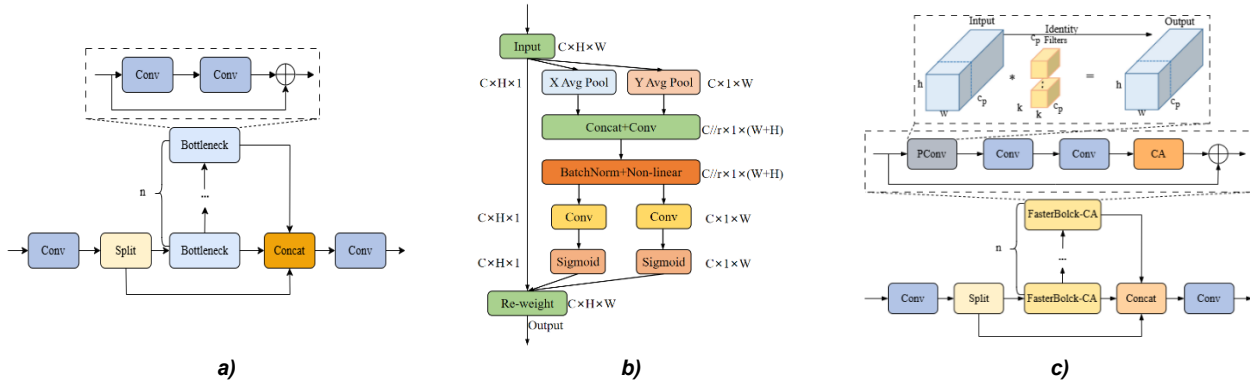 Conv
Conv
Bottleneck
n
...
Conv
Split
Bottleneck
Concat
Conv
a)
Input
C×H×W
C×H×1
X Avg Pool
Y Avg Pool
C×1×W
Concat+Conv
C//r×1×(W+H)
BatchNorm+Non-linear
C//r×1×(W+H)
C×H×1
Conv
Conv
C×1×W
C×H×1
Sigmoid
Sigmoid
C×1×W
Re-weight
C×H×W
Output
b)
Intput
Output
Identity
cp Filters
h
w
cp
*
k
k
cp
=
h
w
cp
PConv
Conv
Conv
CA
FasterBolck-CA
n
...
Conv
Split
FasterBolck-CA
Concat
Conv
c)